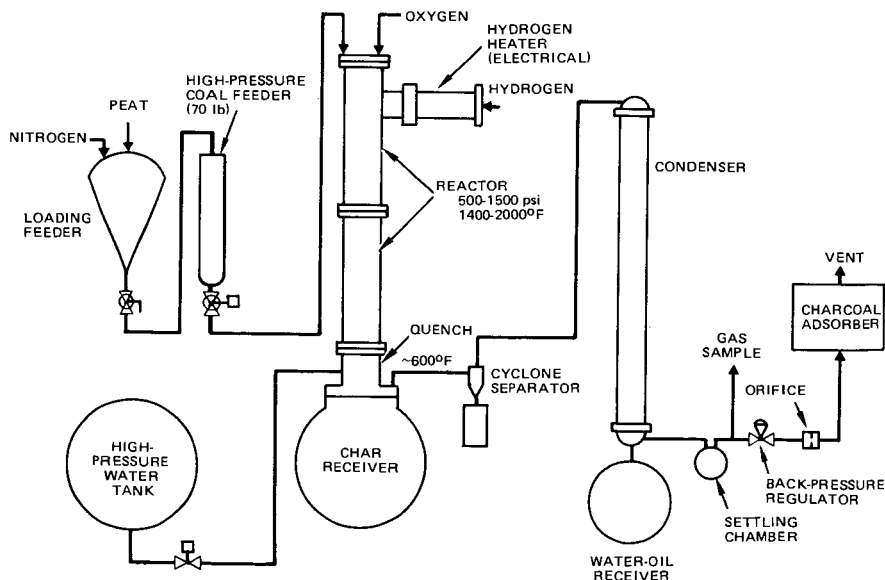 OXYGEN
HYDROGEN
HEATER
(ELECTRICAL)
HYDROGEN
HIGH-PRESSURE
COAL FEEDER
(70 lb)
PEAT
NITROGEN
LOADING
FEEDER
REACTOR
500-1500 psi
1400-2000°F
CONDENSER
VENT
CHARCOAL
ADSORBER
QUENCH
~600°F
CYCLONE
SEPARATOR
GAS
SAMPLE
ORIFICE
HIGH-
PRESSURE
WATER
TANK
CHAR
RECEIVER
BACK-PRESSURE
REGULATOR
SETTLING
CHAMBER
WATER-OIL
RECEIVER